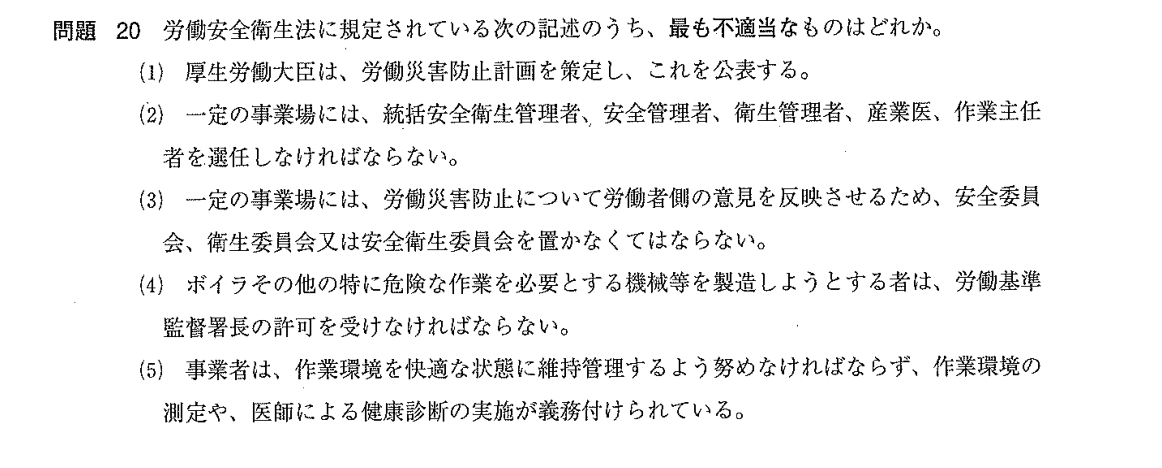 問題 20 労働安全衛生法に規定されている次の記述のうち、最も不適当なものはどれか。
(1) 厚生労働大臣は、労働災害防止計画を策定し、これを公表する。
(2) 一定の事業場には、統括安全衛生管理者、安全管理者、衛生管理者、産業医、作業主任
者を選任しなければならない。
(3) 一定の事業場には、労働災害防止について労働者側の意見を反映させるため、安全委員
会、衛生委員会又は安全衛生委員会を置かなくてはならない。
(4) ボイラその他の特に危険な作業を必要とする機械等を製造しようとする者は、労働基準
監督署長の許可を受けなければならない。
(5) 事業者は、作業環境を快適な状態に維持管理するよう努めなければならず、作業環境の
測定や、医師による健康診断の実施が義務付けられている。